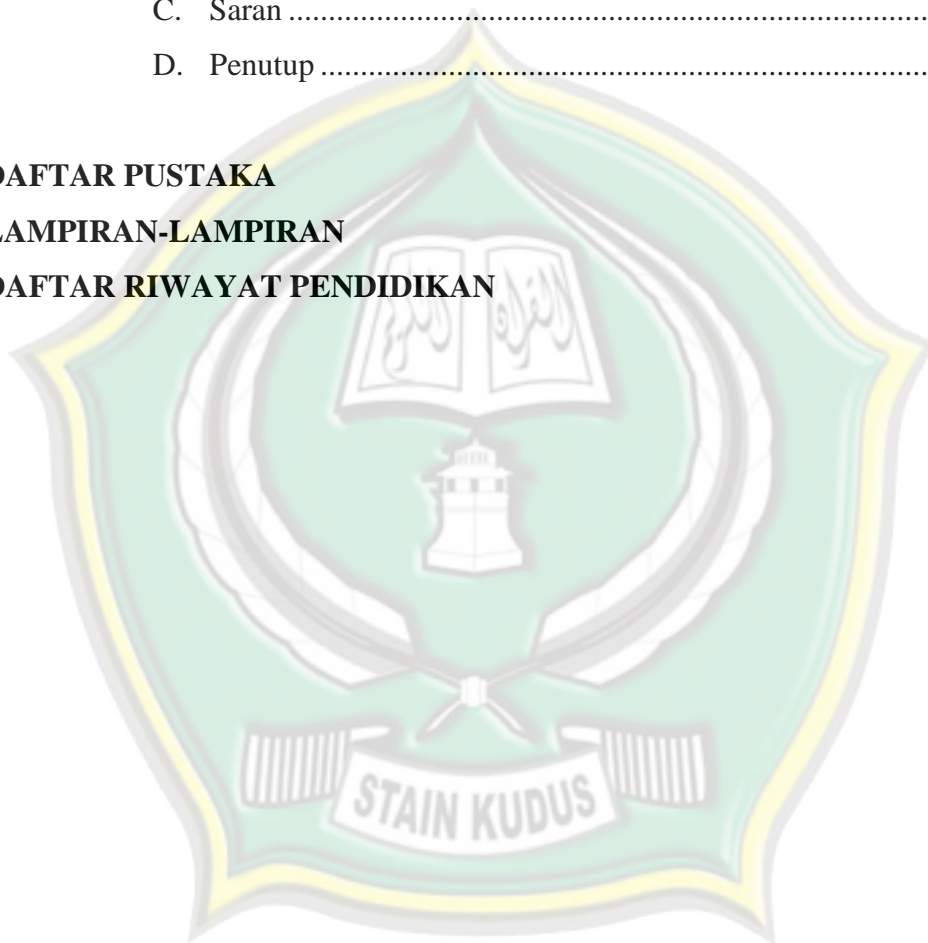 C. Saran ....................................................................................
D. Penutup ................................................................................
DAFTAR PUSTAKA
LAMPIRAN-LAMPIRAN
DAFTAR RIWAYAT PENDIDIKAN
STAIN KUDUS